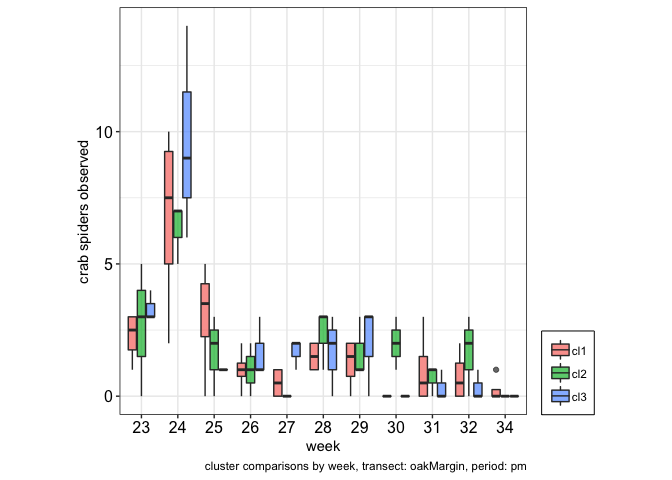 crab spiders observed
10
5
0
23 24 25 26 27 28 29 30 31 32 34
week
cl1
cl2
cl3
cluster comparisons by week, transect: oakMargin, period: pm